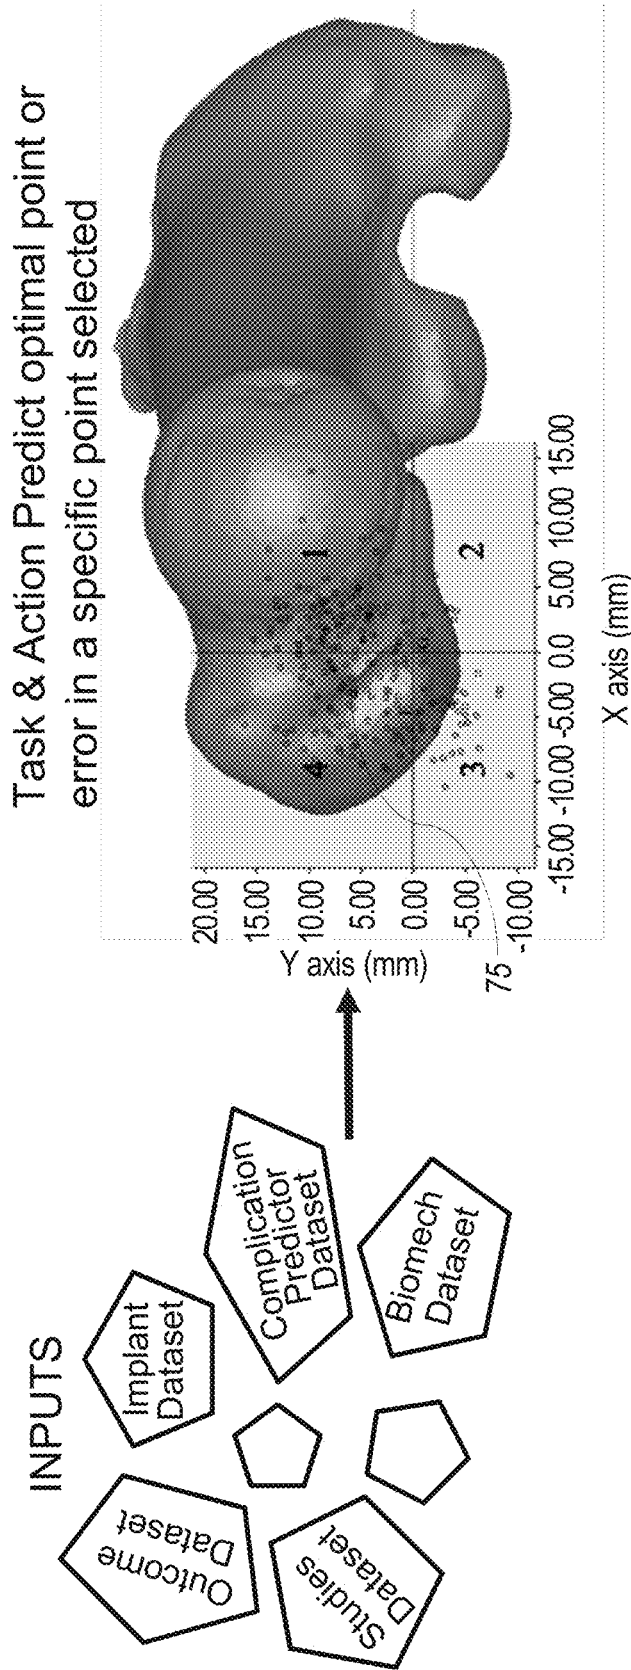 INPUTS
Outcome
Dataset
Implant
Dataset
Complication
Predictor
Dataset
Studies
Dataset
Biomech
Dataset
Task & Action Predict optimal point or
error in a specific point selected
Y axis (mm)
20.00
15.00
10.00
5.00
0.00
-5.00
-10.00
4
1
3
2
-15.00 -10.00 -5.00 0.0 5.00 10.00 15.00
X axis (mm)
75